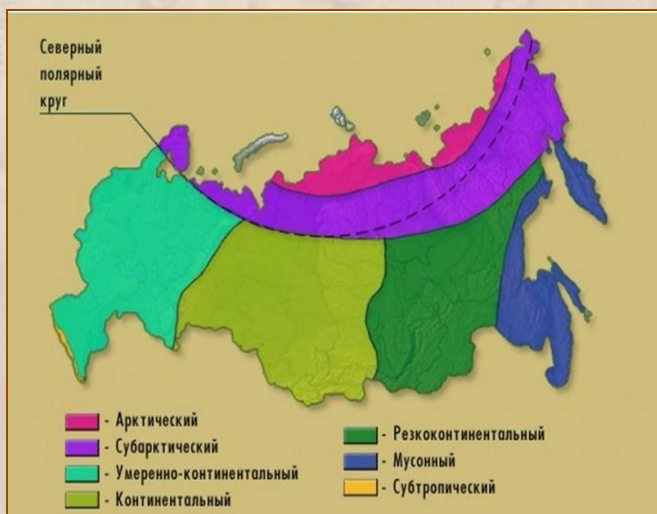 Северный
полярный
круг
- Арктический
- Субарктический
- Умеренно-континентальный
- Континентальный
- Резкоконтинентальный
- Мусонный
- Субтропический